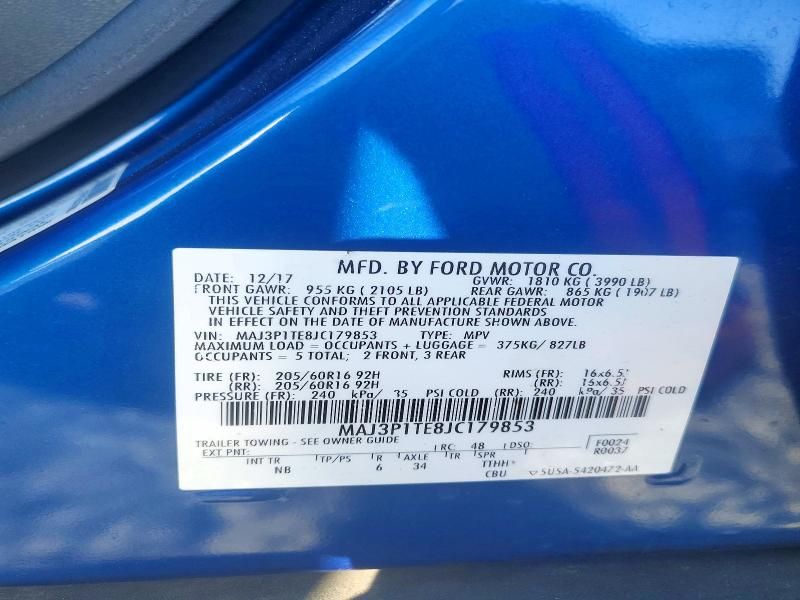 MFD. BY FORD MOTOR CO.
DATE: 12/17 GVWR: 1810 KG ( 3990 LB)
FRONT GAWR: 955 KG ( 2105 LB) REAR GAWR: 865 KG ( 1907 LB)
THIS VEHICLE CONFORMS TO ALL APPLICABLE FEDERAL MOTOR
VEHICLE SAFETY AND THEFT PREVENTION STANDARDS
IN EFFECT ON THE DATE OF MANUFACTURE SHOWN ABOVE.
VIN: MAJ3P1TE8JC179853 TYPE: MPV
MAXIMUM LOAD = OCCUPANTS + LUGGAGE = 375KG/ 827LB
OCCUPANTS = 5 TOTAL; 2 FRONT, 3 REAR
TIRE (FR): 205/60R16 92H RIMS (FR): 16x6.5J
(RR): 205/60R16 92H (RR): 16x6.5J
PRESSURE (FR): 240 kPa/ 35 PSI COLD (RR): 240 kPa/ 35 PSI COLD
MAJ3P1TE8JC179853
TRAILER TOWING - SEE OWNER GUIDE
EXT PNT: RC: 48 DSO: F0024
R0037
INT TR TP/PS R AXLE TR SPR TTHH*
NB 6 34 CBU 5U5A-5420472-AA